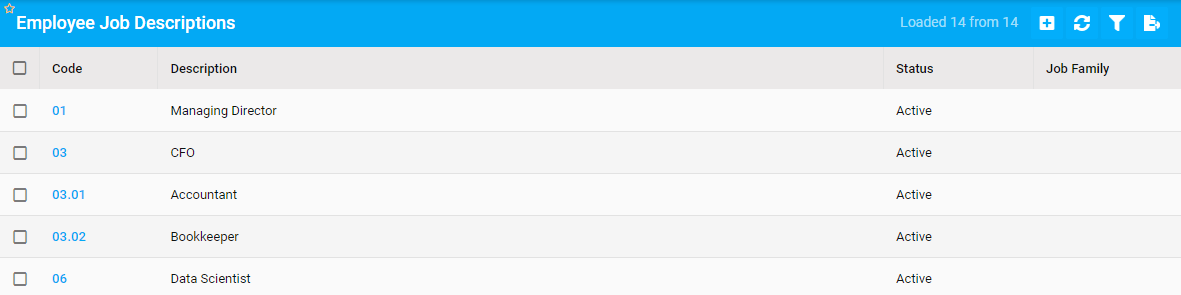 Employee Job Descriptions Loaded 14 from 14
Code Description Status Job Family
01 Managing Director Active
03 CFO Active
03.01 Accountant Active
03.02 Bookkeeper Active
06 Data Scientist Active